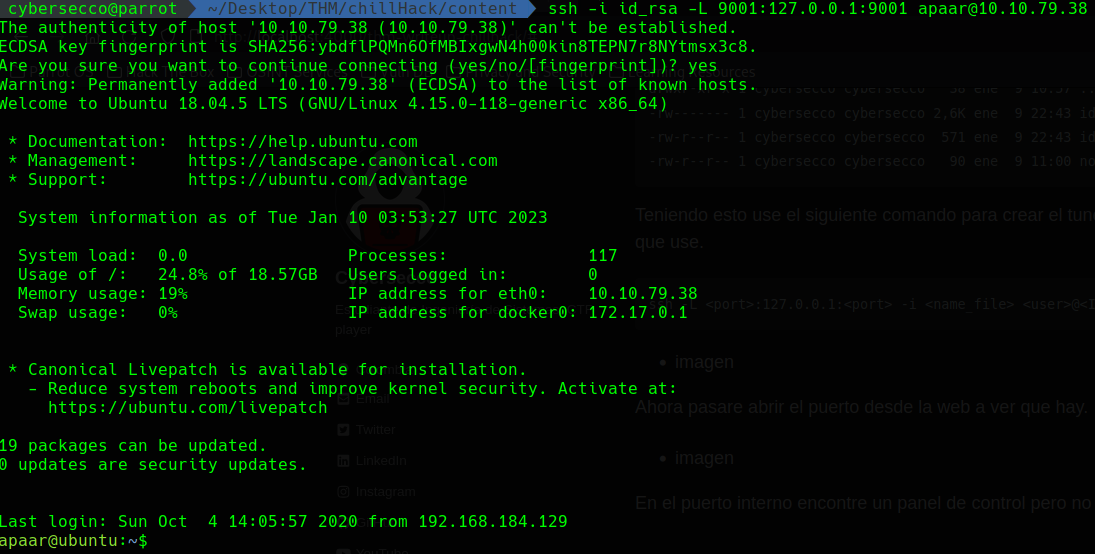 cybersecco@parrot ~/Desktop/THM/chillHack/content ssh -i id_rsa -L 9001:127.0.0.1:9001 apaar@10.10.79.38
The authenticity of host '10.10.79.38 (10.10.79.38)' can't be established.
ECDSA key fingerprint is SHA256:ybdflPQMn6OfMBIxgwN4h00kin8TEPN7r8NYtmsx3c8.
Are you sure you want to continue connecting (yes/no/[fingerprint])? yes
Warning: Permanently added '10.10.79.38' (ECDSA) to the list of known hosts.
Welcome to Ubuntu 18.04.5 LTS (GNU/Linux 4.15.0-118-generic x86_64)
-rw------- 1 cybersecco cybersecco 2,6K ene 9 22:43 id
* Documentation: https://help.ubuntu.com
-rw-r--r-- 1 cybersecco cybersecco 571 ene 9 22:43 id
* Management: https://landscape.canonical.com
-rw-r--r-- 1 cybersecco cybersecco 90 ene 9 11:00 no
* Support: https://ubuntu.com/advantage
System information as of Tue Jan 10 03:53:27 UTC 2023
Teniendo esto use el siguiente comando para crear el tune
que use.
System load: 0.0 Processes: 117
Usage of /: 24.8% of 18.57GB Users logged in: 0
Memory usage: 19% IP address for eth0: 10.10.79.38
Swap usage: 0% IP address for docker0: 172.17.0.1
<port>:127.0.0.1:<port> -i <name_file> <user>@<I
player
* Canonical Livepatch is available for installation.
- Reduce system reboots and improve kernel security. Activate at:
https://ubuntu.com/livepatch
imagen
Email
Ahora pasare abrir el puerto desde la web a ver que hay.
Twitter
19 packages can be updated.
0 updates are security updates.
LinkedIn
imagen
Instagram
En el puerto interno encontre un panel de control pero no
Last login: Sun Oct  4 14:05:57 2020 from 192.168.184.129
apaar@ubuntu:~$
YouTube